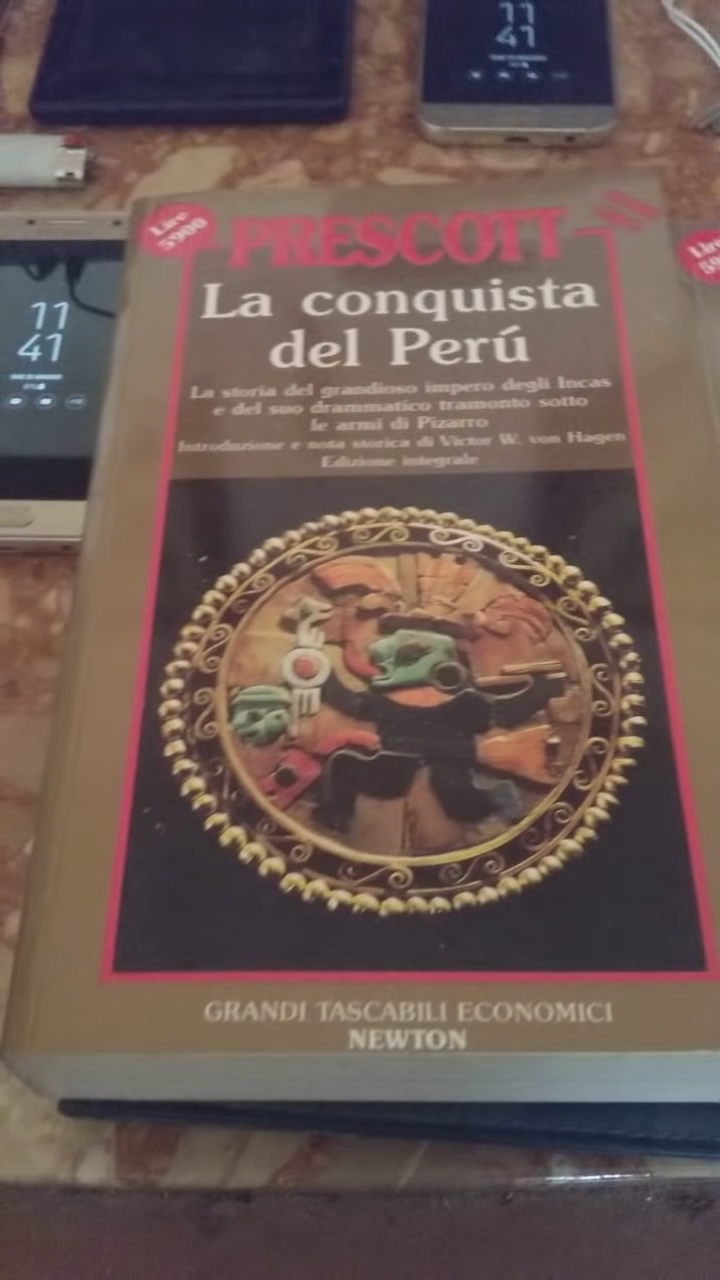 11
41
11
41
Lire
5900
PRESCOTT
Lire
59
La conquista
del Perú
La storia del grandioso impero degli Incas
e del suo drammatico tramonto sotto
le armi di Pizarro
Introduzione e nota storica di Victor W. von Hagen
Edizione integrale
GRANDI TASCABILI ECONOMICI
NEWTON